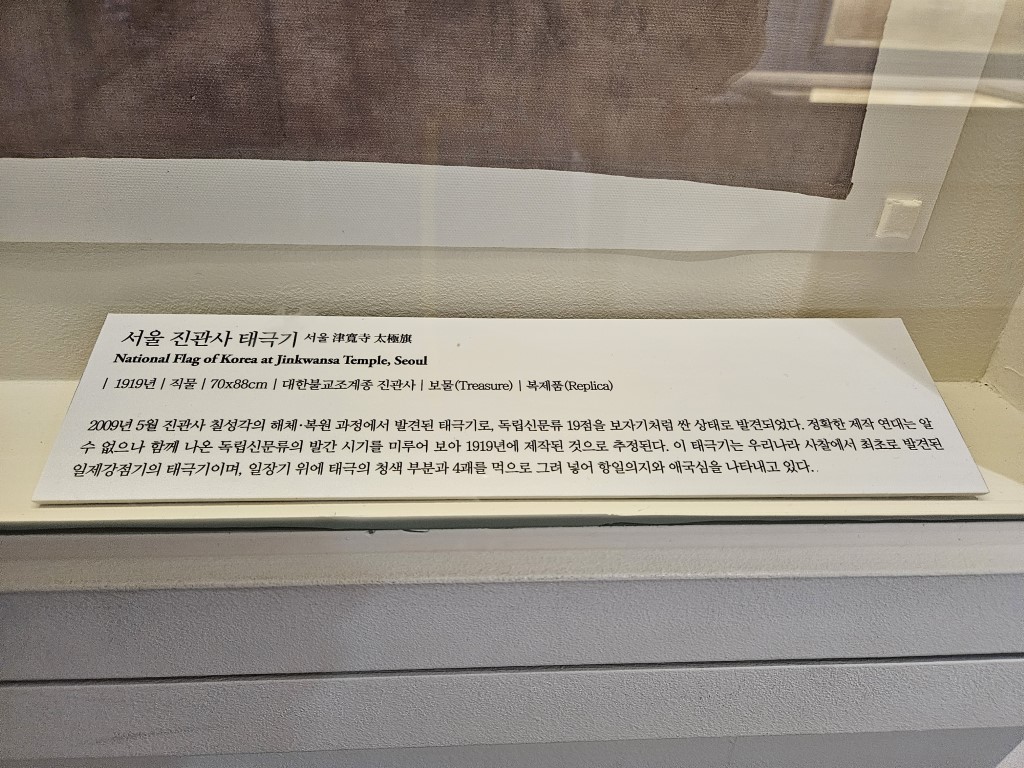 서울 진관사 태극기 서울 津寬寺 太極旗
National Flag of Korea at Jinkwansa Temple, Seoul
| 1919년 | 직물 | 70x88cm | 대한불교조계종 진관사 | 보물(Treasure) | 복제품(Replica)
2009년 5월 진관사 칠성각의 해체·복원 과정에서 발견된 태극기로, 독립신문류 19점을 보자기처럼 싼 상태로 발견되었다. 정확한 제작 연대는 알
수 없으나 함께 나온 독립신문류의 발간 시기를 미루어 보아 1919년에 제작된 것으로 추정된다. 이 태극기는 우리나라 사찰에서 최초로 발견된
일제강점기의 태극기이며, 일장기 위에 태극의 청색 부분과 4괘를 먹으로 그려 넣어 항일의지와 애국심을 나타내고 있다.